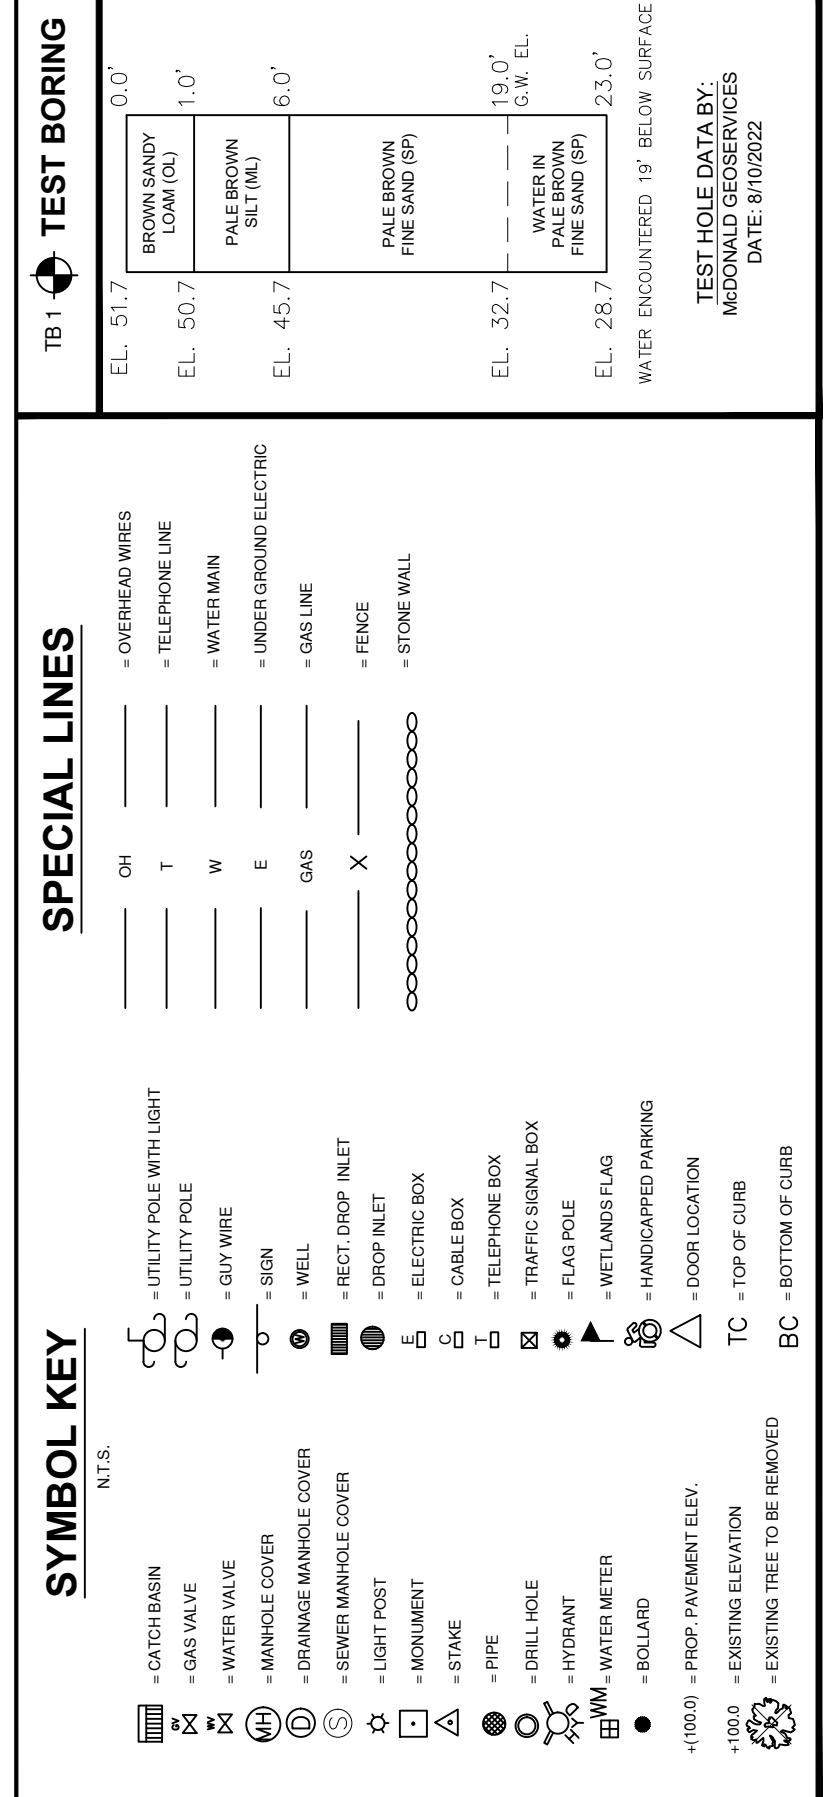 SYMBOL KEY
N.T.S.
= CATCH BASIN
GV = GAS VALVE
WV = WATER VALVE
MH = MANHOLE COVER
D = DRAINAGE MANHOLE COVER
S = SEWER MANHOLE COVER
= LIGHT POST
= MONUMENT
= STAKE
= PIPE
= DRILL HOLE
HYD = HYDRANT
WM = WATER METER
= BOLLARD
+(100.0) = PROP. PAVEMENT ELEV.
+100.0 = EXISTING ELEVATION
= EXISTING TREE TO BE REMOVED
= UTILITY POLE WITH LIGHT
= UTILITY POLE
= GUY WIRE
= SIGN
W = WELL
= RECT. DROP INLET
= DROP INLET
E = ELECTRIC BOX
C = CABLE BOX
T = TELEPHONE BOX
= TRAFFIC SIGNAL BOX
= FLAG POLE
= WETLANDS FLAG
= HANDICAPPED PARKING
= DOOR LOCATION
TC = TOP OF CURB
BC = BOTTOM OF CURB
SPECIAL LINES
OH = OVERHEAD WIRES
T = TELEPHONE LINE
W = WATER MAIN
E = UNDER GROUND ELECTRIC
GAS = GAS LINE
X = FENCE
= STONE WALL
TB 1 TEST BORING
EL. 51.7 0.0'
BROWN SANDY
LOAM (OL)
EL. 50.7 1.0'
PALE BROWN
SILT (ML)
EL. 45.7 6.0'
PALE BROWN
FINE SAND (SP)
EL. 32.7 19.0'
G.W. EL.
WATER IN
PALE BROWN
FINE SAND (SP)
EL. 28.7 23.0'
WATER ENCOUNTERED 19' BELOW SURFACE
TEST HOLE DATA BY:
McDONALD GEOSERVICES
DATE: 8/10/2022